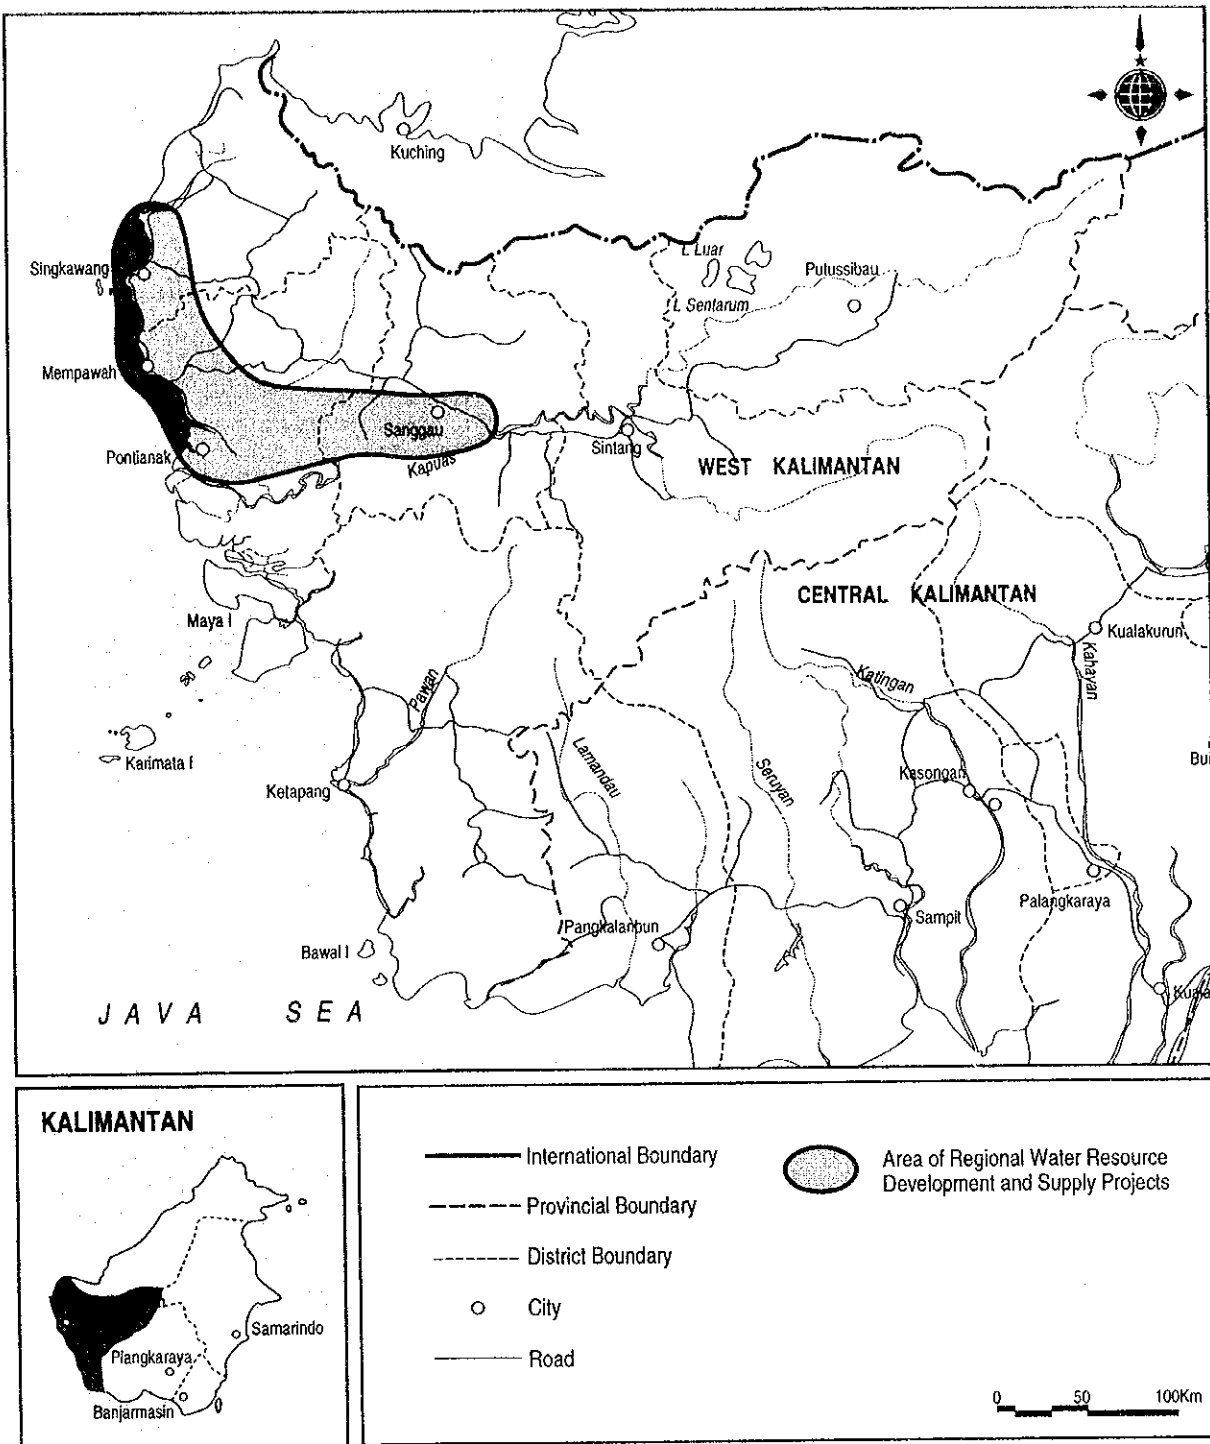 Kuching
Singkawang
L. Luar
Putussibau
L. Sentarum
Mempawah
Sanggau
Sintang
Pontianak
Kapuas
WEST KALIMANTAN
CENTRAL KALIMANTAN
Maya I
Kualakurun
Kahayan
Katingan
Pawan
Karimata I
Lamandau
Seruyan
Kasongan
Bu
Ketapang
Palangkaraya
Sampit
Pangkalanbun
Bawal I
JAVA SEA
Kuala
KALIMANTAN
Samarindo
Plangkaraya
Banjarmasin
International Boundary
Provincial Boundary
District Boundary
City
Road
Area of Regional Water Resource
Development and Supply Projects
0 50 100Km